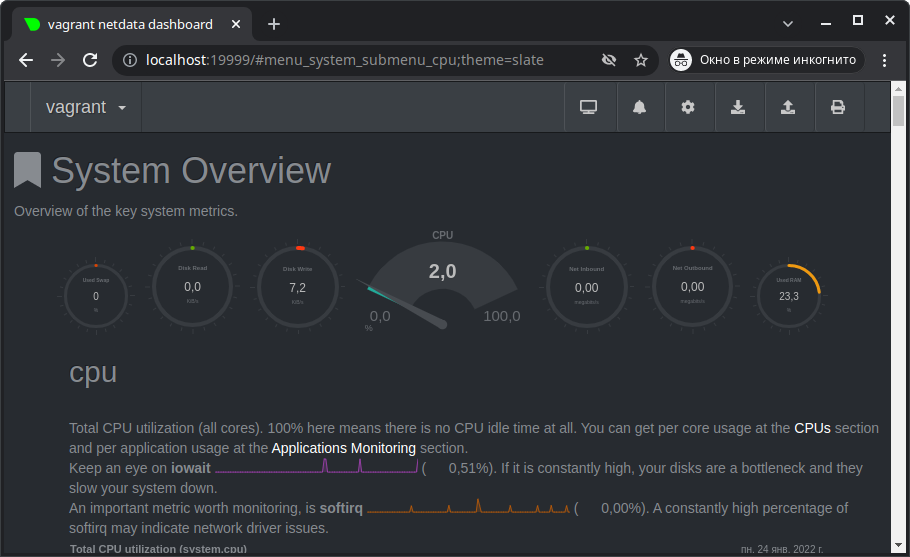 vagrant netdata dashboard
localhost:19999/#menu_system_submenu_cpu;theme=slate
Окно в режиме инкогнито
vagrant
System Overview
Overview of the key system metrics.
CPU
Used Swap
0
%
Disk Read
0,0
KiB/s
Disk Write
7,2
KiB/s
2,0
0,0
100,0
%
Net Inbound
0,00
megabits/s
Net Outbound
0,00
megabits/s
Used RAM
23,3
%
cpu
Total CPU utilization (all cores). 100% here means there is no CPU idle time at all. You can get per core usage at the CPUs section
and per application usage at the Applications Monitoring section.
Keep an eye on iowait ( 0,51%). If it is constantly high, your disks are a bottleneck and they
slow your system down.
An important metric worth monitoring, is softirq ( 0,00%). A constantly high percentage of
softirq may indicate network driver issues.
Total CPU utilization (system.cpu)
пн. 24 янв. 2022 г.